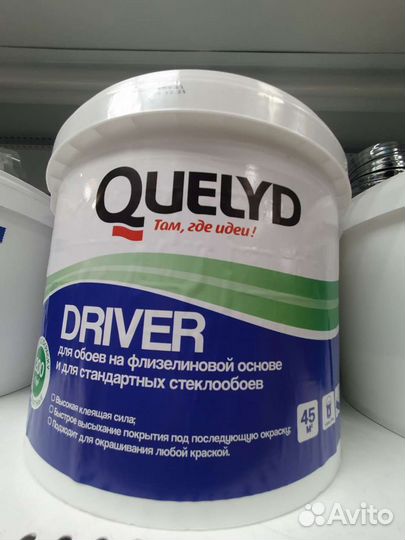 QUELYD
Там, где идеи!
DRIVER
для обоев на флизелиновой основе
и для стандартных стеклообоев
Высокая клеящая сила;
Быстрое высыхание покрытия под последующую окраску;
Подходит для окрашивания любой краской.
45
м²
Avito